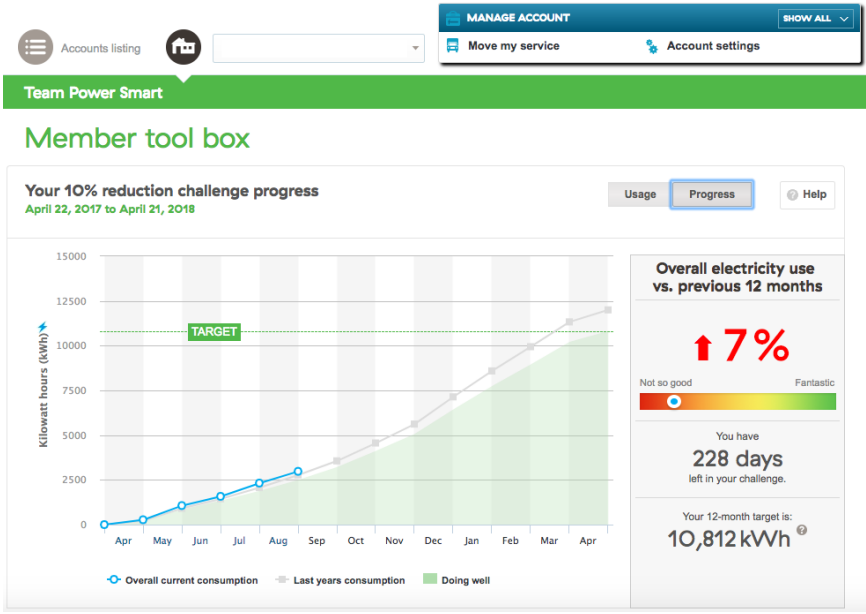 MANAGE ACCOUNT
SHOW ALL
Accounts listing
Move my service
Account settings
Team Power Smart
Member tool box
Your 10% reduction challenge progress
April 22, 2017 to April 21, 2018
Usage
Progress
? Help
15000
12500
10000
7500
5000
2500
0
Kilowatt hours (kWh)
TARGET
Apr May Jun Jul Aug Sep Oct Nov Dec Jan Feb Mar Apr
Overall current consumption
Last years consumption
Doing well
Overall electricity use
vs. previous 12 months
7%
Not so good Fantastic
You have
228 days
left in your challenge.
Your 12-month target is:
10,812 kWh ?